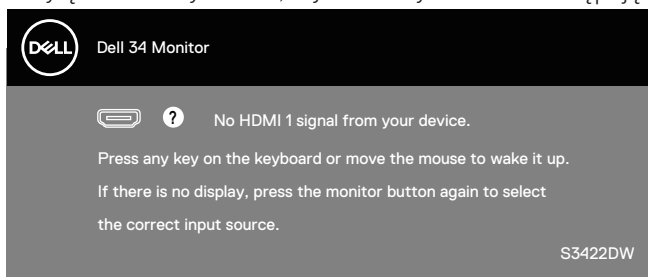 DELL
Dell 34 Monitor
? No HDMI 1 signal from your device.
Press any key on the keyboard or move the mouse to wake it up.
If there is no display, press the monitor button again to select
the correct input source.
S3422DW